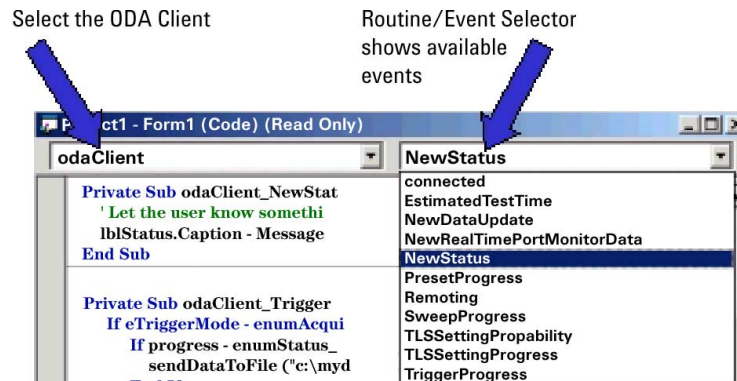 Select the ODA Client
Routine/Event Selector
shows available
events
ct1 - Form1 (Code) (Read Only)
odaClient
NewStatus
Private Sub odaClient_NewStat
' Let the user know somethi
lblStatus.Caption - Message
End Sub
Private Sub odaClient_Trigger
If eTriggerMode - enumAcqui
If progress - enumStatus_
sendDataToFile ("c:\myd
connected
EstimatedTestTime
NewDataUpdate
NewRealTimePortMonitorData
NewStatus
PresetProgress
Remoting
SweepProgress
TLSSettingPropability
TLSSettingProgress
TriggerProgress